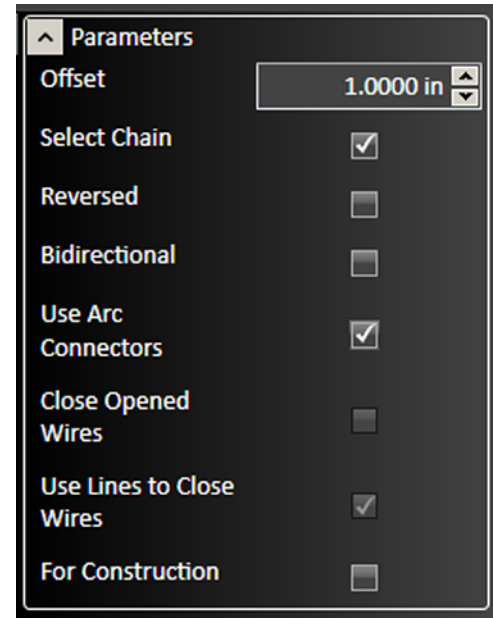 Parameters
Offset 1.0000 in
Select Chain
Reversed
Bidirectional
Use Arc
Connectors
Close Opened
Wires
Use Lines to Close
Wires
For Construction